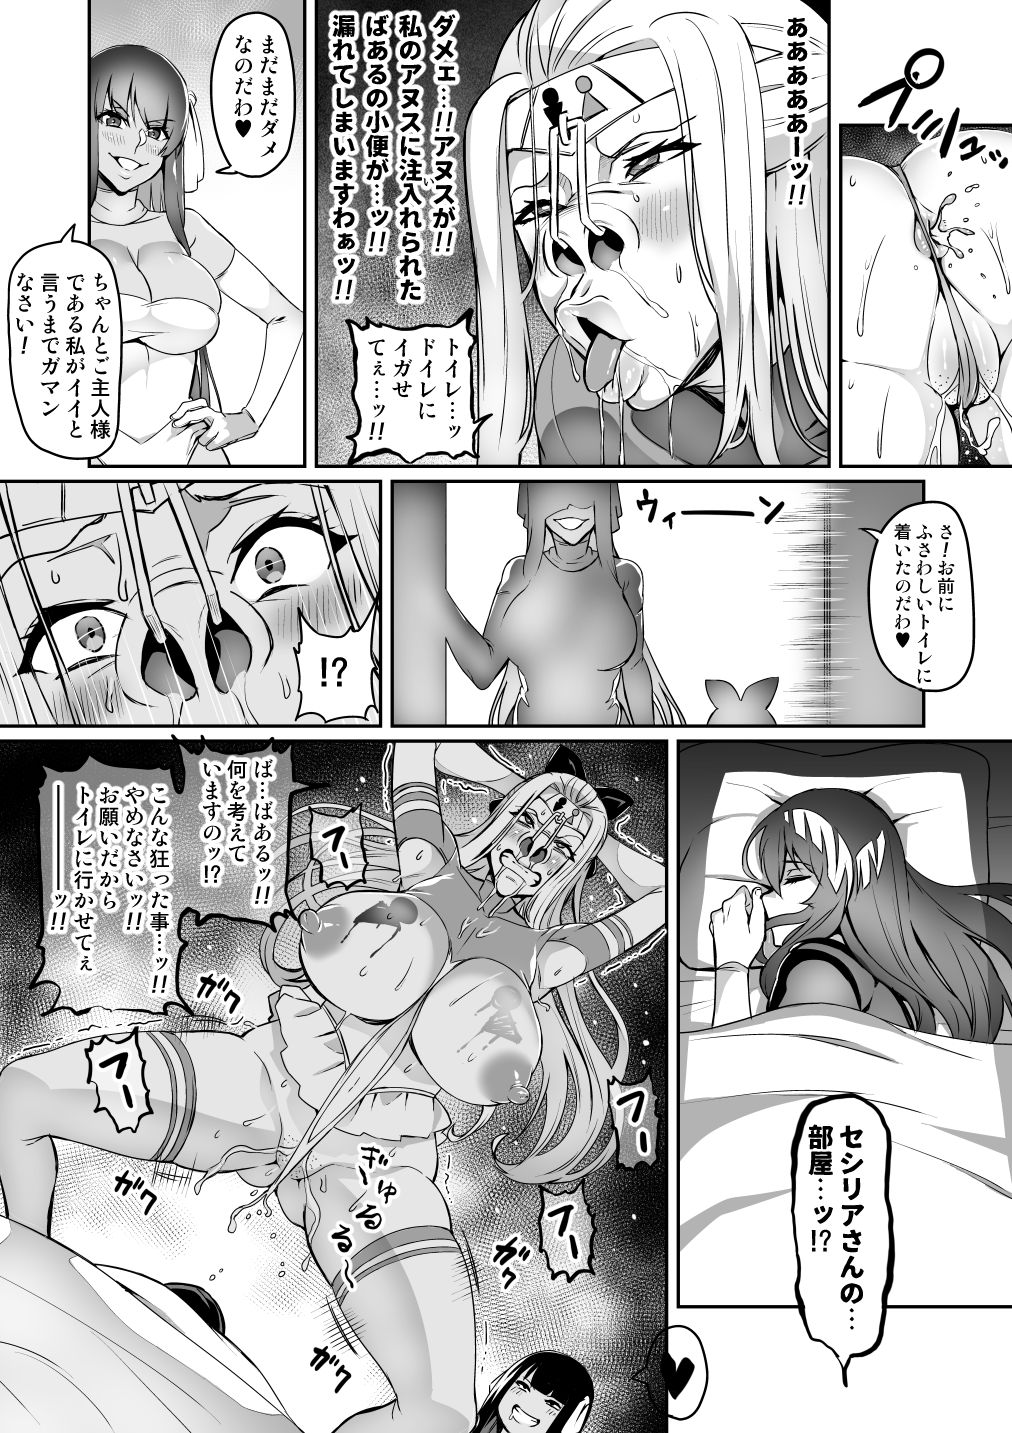 ああああああーッ!!
ダメェ…!!アヌスが!!
私のアヌスに注入れられた
い
ばあるの小便が…ッ!!
漏れてしまいますわぁッ!!
トイレ…ッ
ドイレに
イガせ
てぇ…ッ!!
まだまだダメ
なのだわ♥
ちゃんとご主人様
である私がイイと
言うまでガマン
なさい!
さ!お前に
ふさわしいトイレに
着いたのだわ♥
ウィーーン
!?
セシリアさんの…
部屋…ッ!?
ば…ばあるッ!!
何を考えて
いますのッ!?
こんな狂った事…ッ!!
やめなさいッ!!
お願いだから
トイレに行かせてぇ
━━ッ!!
フー
フー
フー
フー
ガク
ガク
ガク
ガク
ぎゅるる~
♥